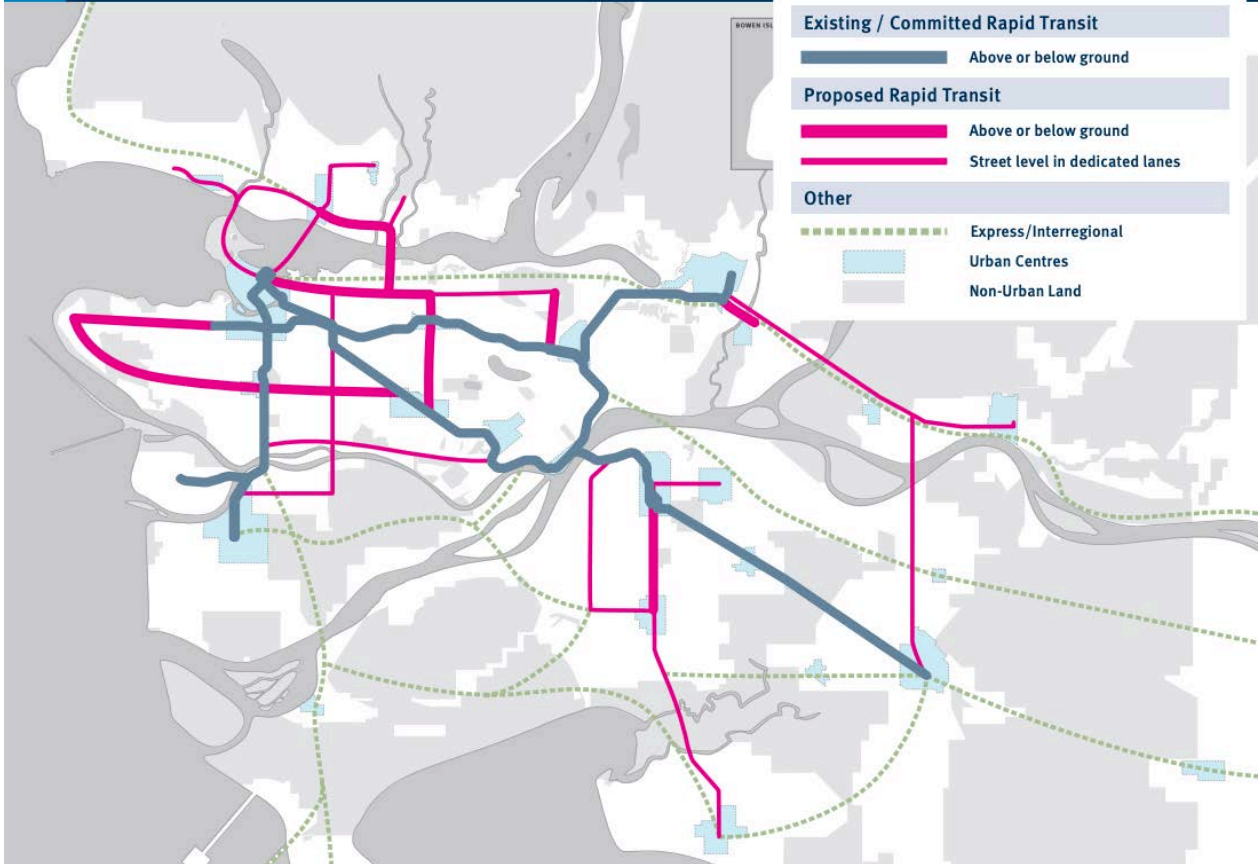 BOWEN
Existing / Committed Rapid Transit
Above or below ground
Proposed Rapid Transit
Above or below ground
Street level in dedicated lanes
Other
Express/Interregional
Urban Centres
Non-Urban Land